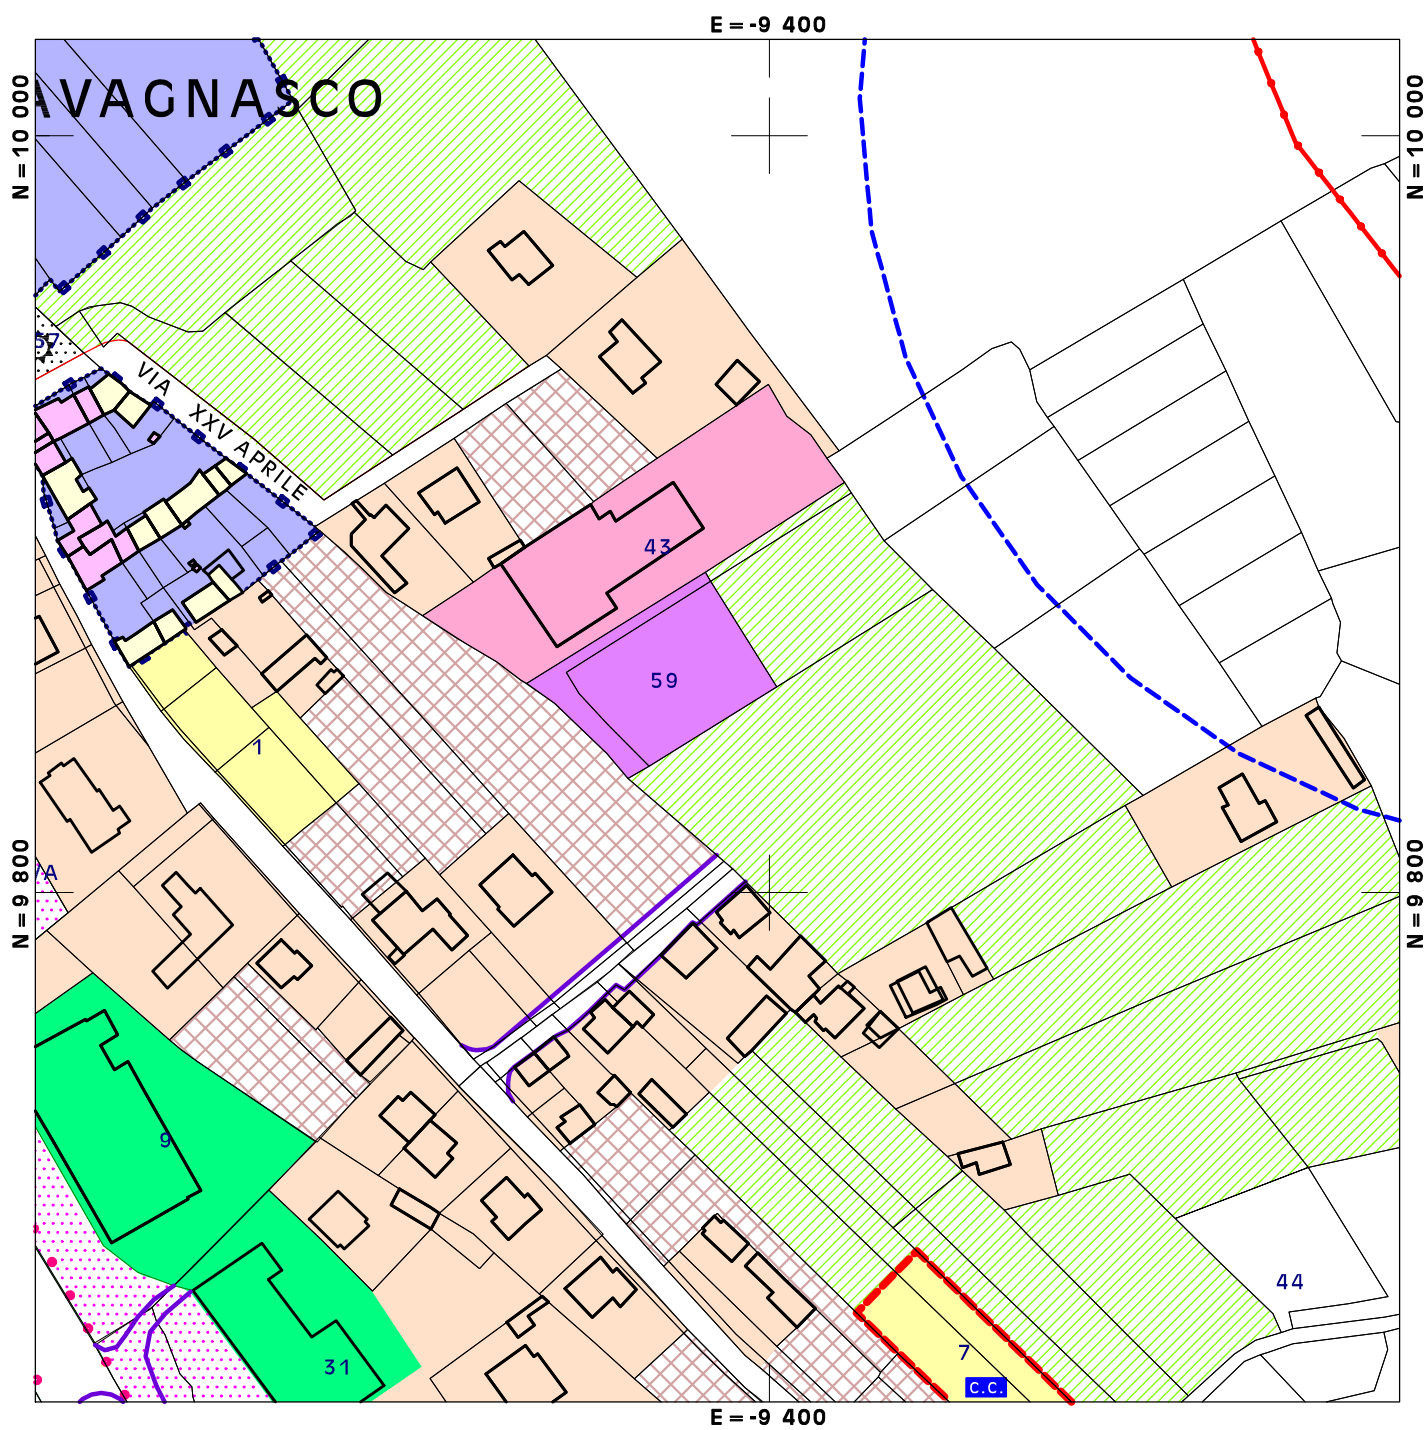 E = -9 400
AVAGNASCO
N = 10 000
N = 10 000
57
VIA XXV APRILE
43
59
1
VA
N = 9 800
N = 9 800
9
44
7
31
C.C.
E = -9 400